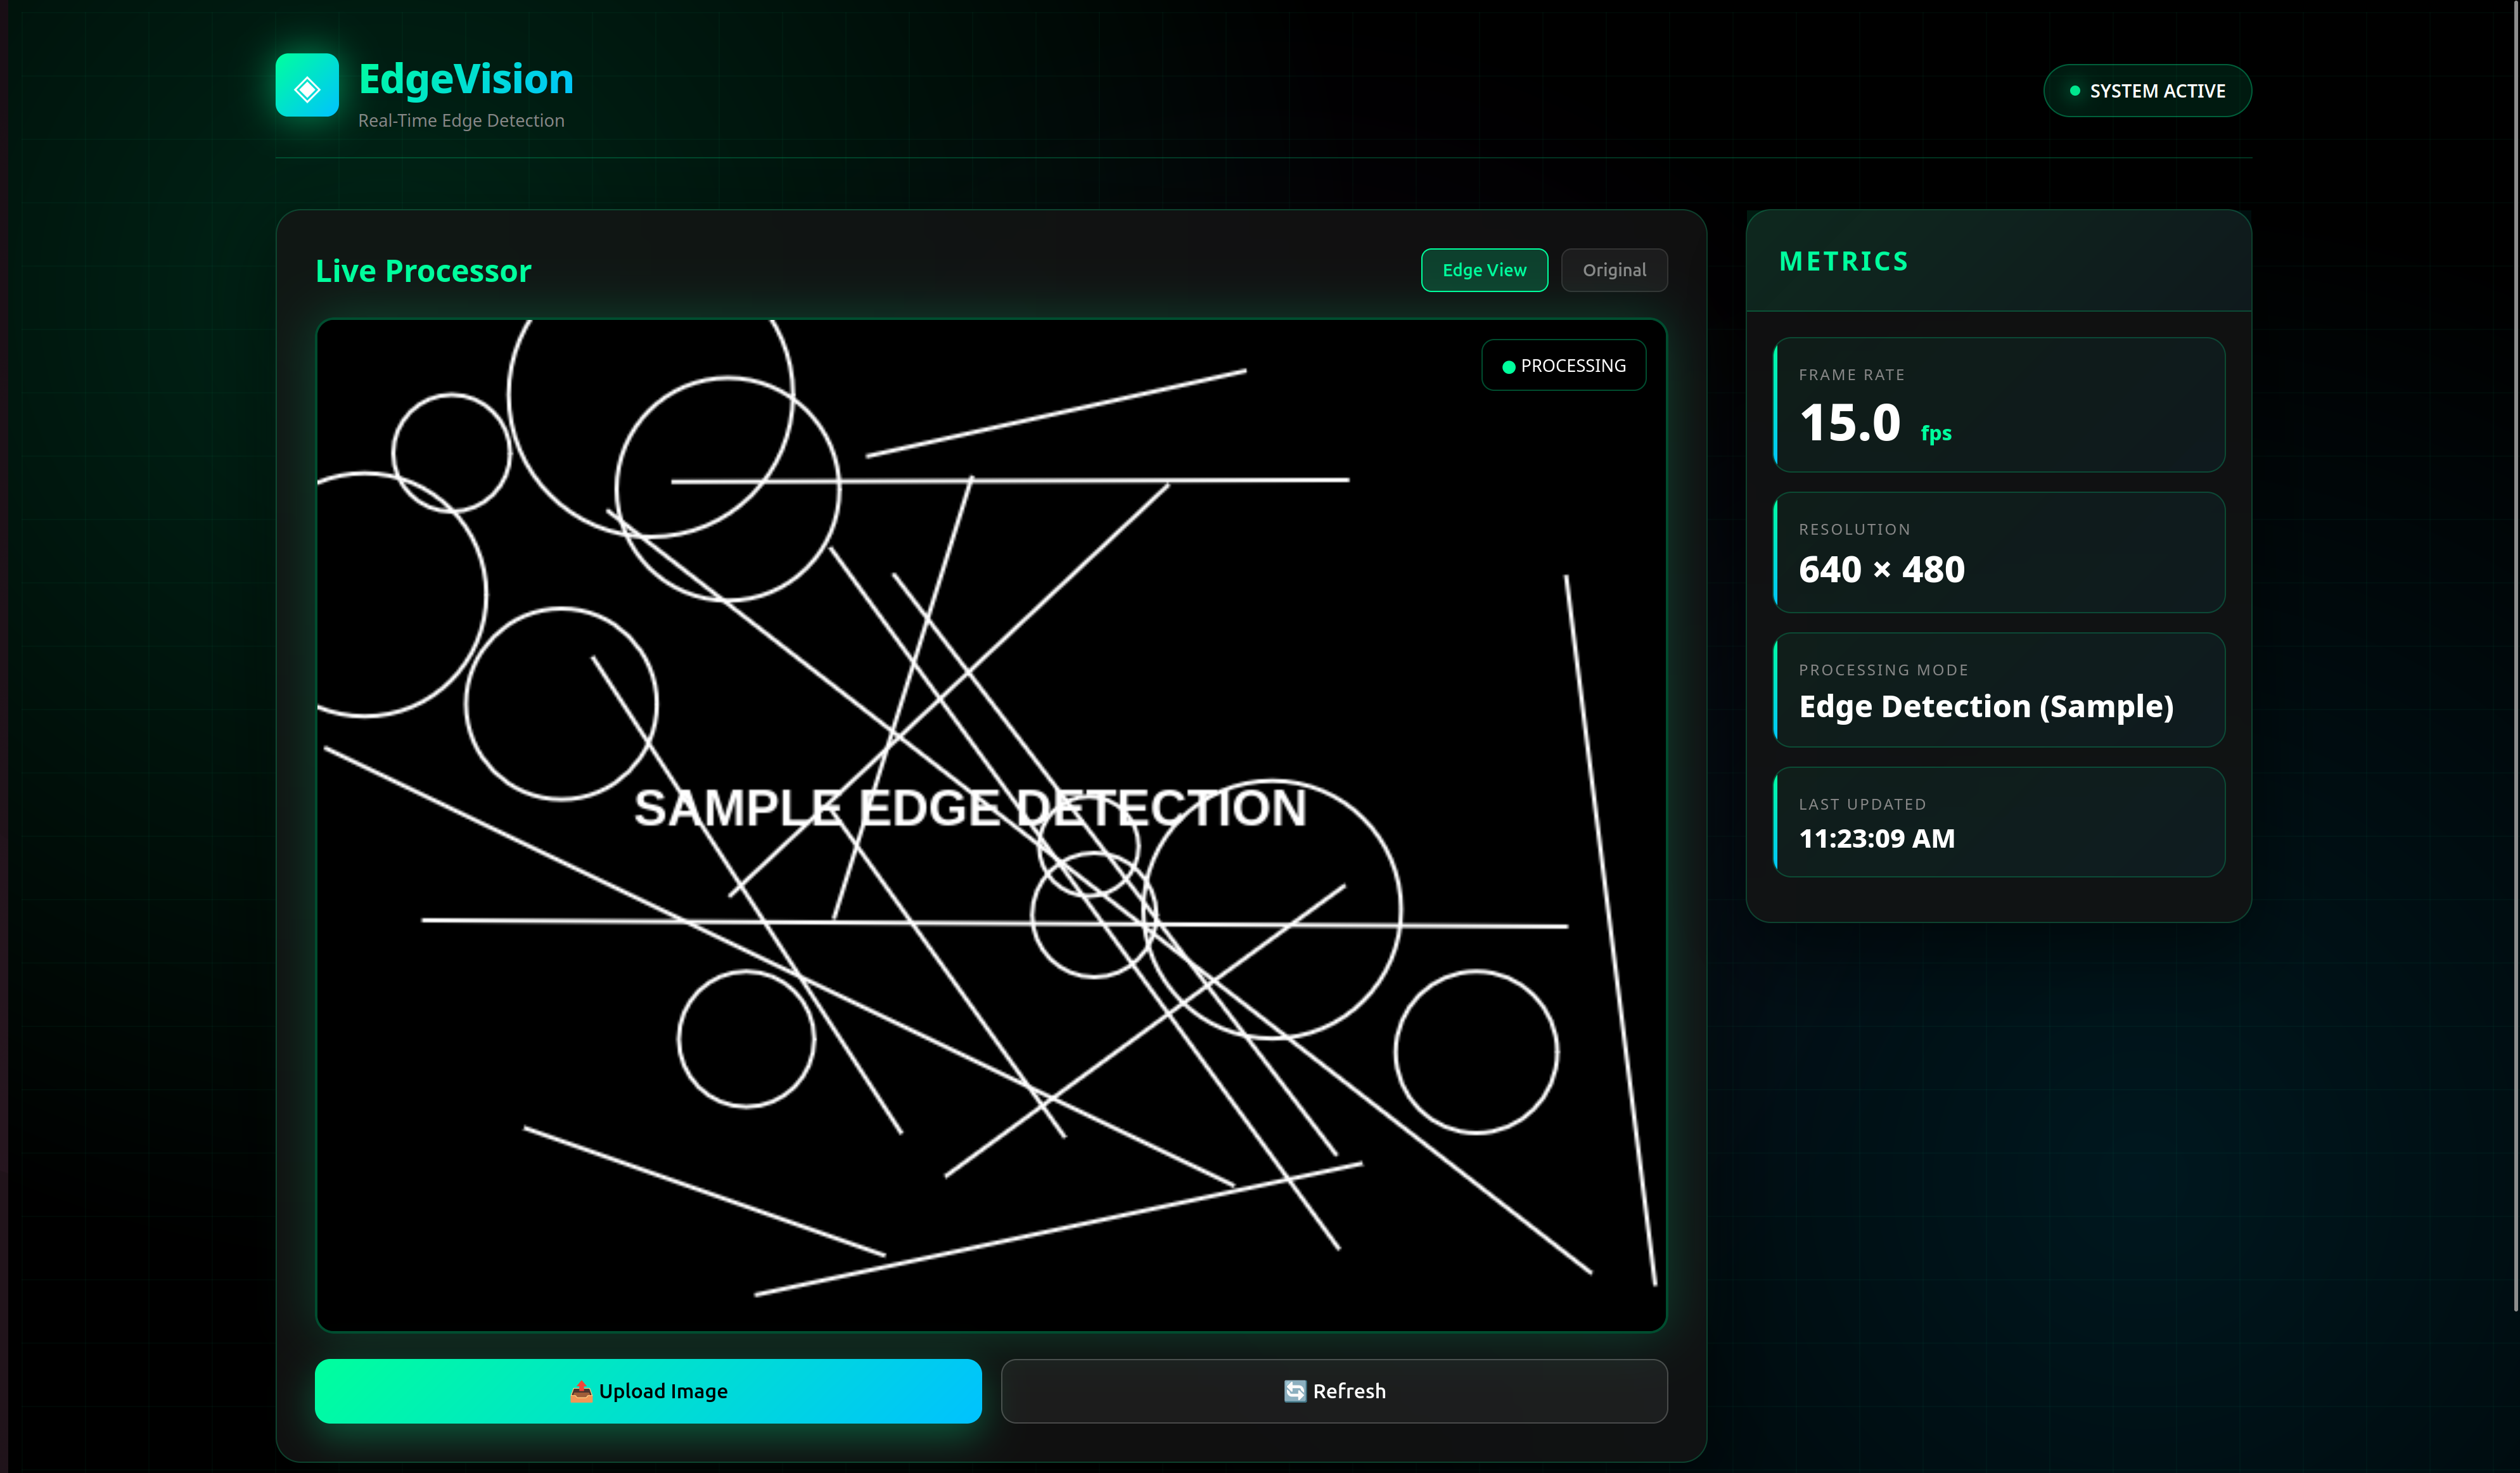 EdgeVision
Real-Time Edge Detection
SYSTEM ACTIVE
Live Processor
Edge View
Original
PROCESSING
SAMPLE EDGE DETECTION
📤 Upload Image
🔄 Refresh
METRICS
FRAME RATE
15.0 fps
RESOLUTION
640 × 480
PROCESSING MODE
Edge Detection (Sample)
LAST UPDATED
11:23:09 AM